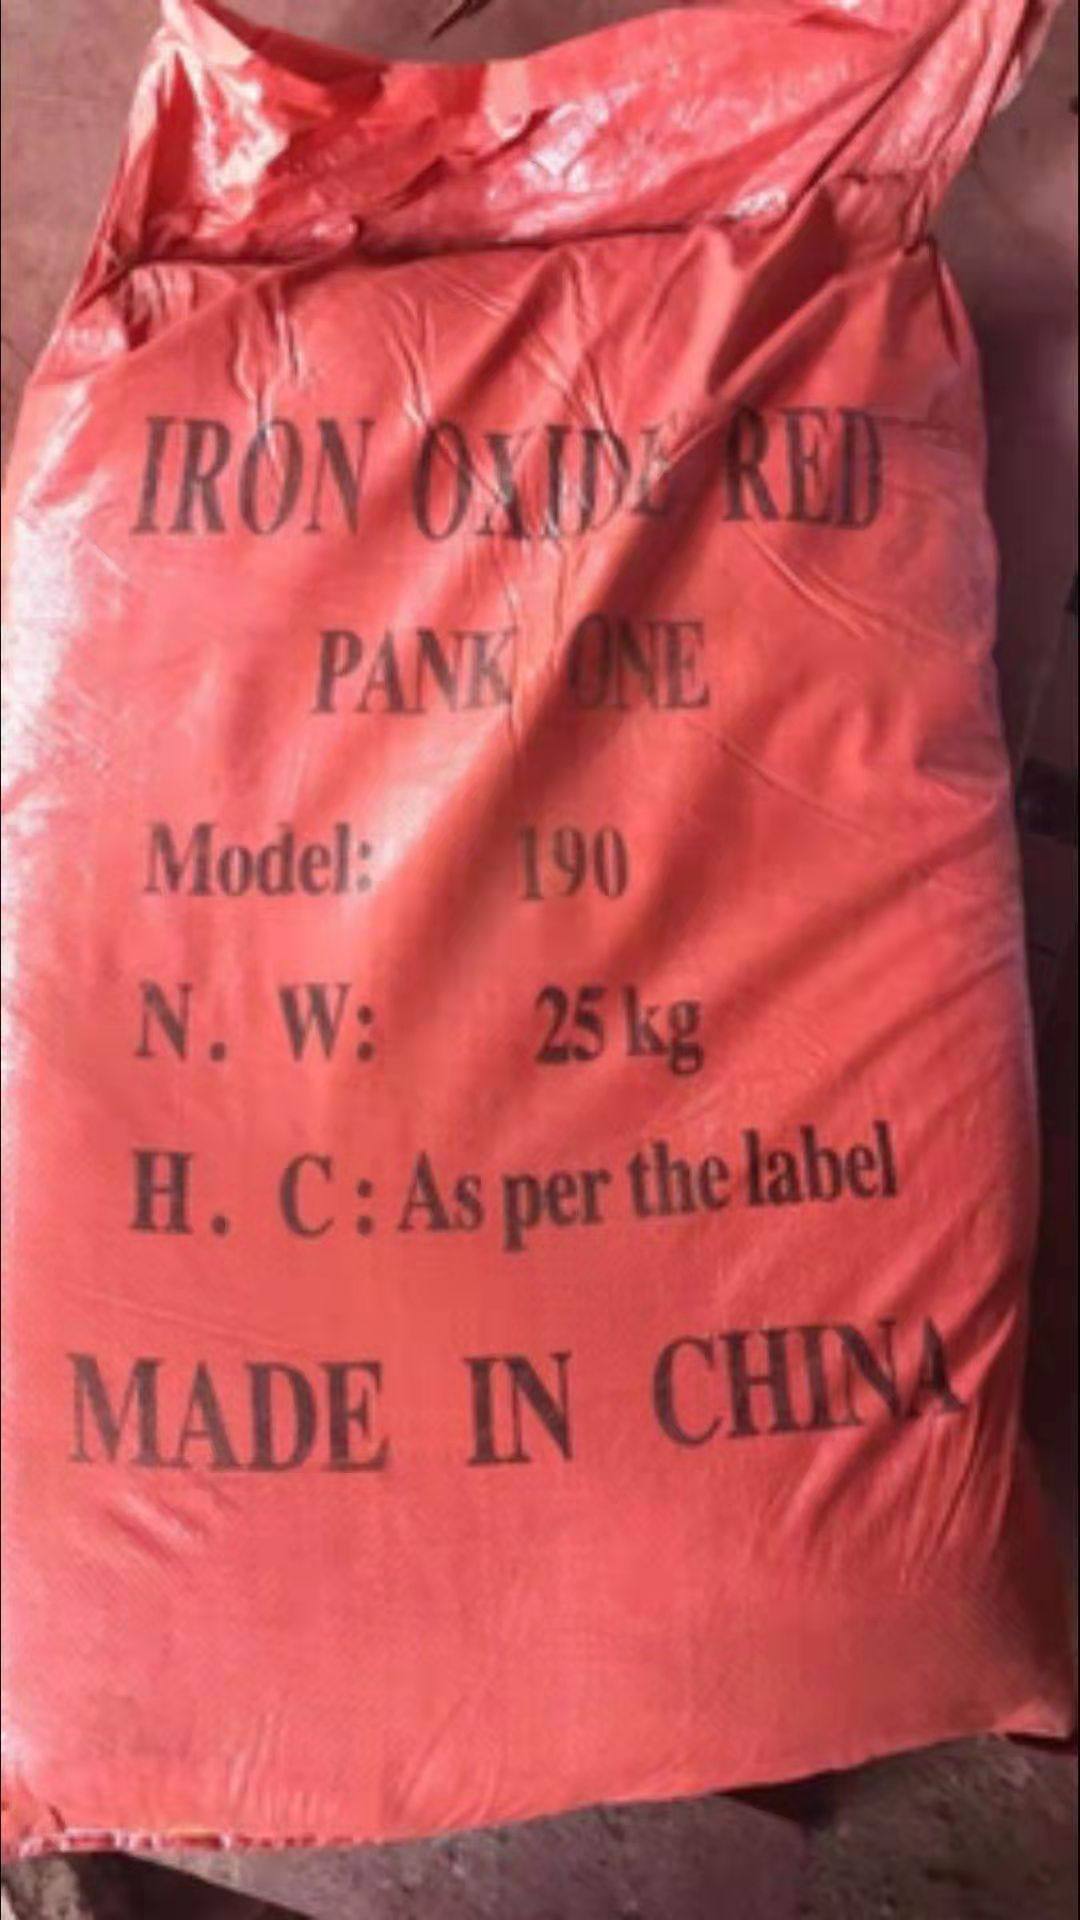 IRON OXIDE RED
PANK ONE
Model: 190
N. W: 25 kg
H. C: As per the label
MADE IN CHINA